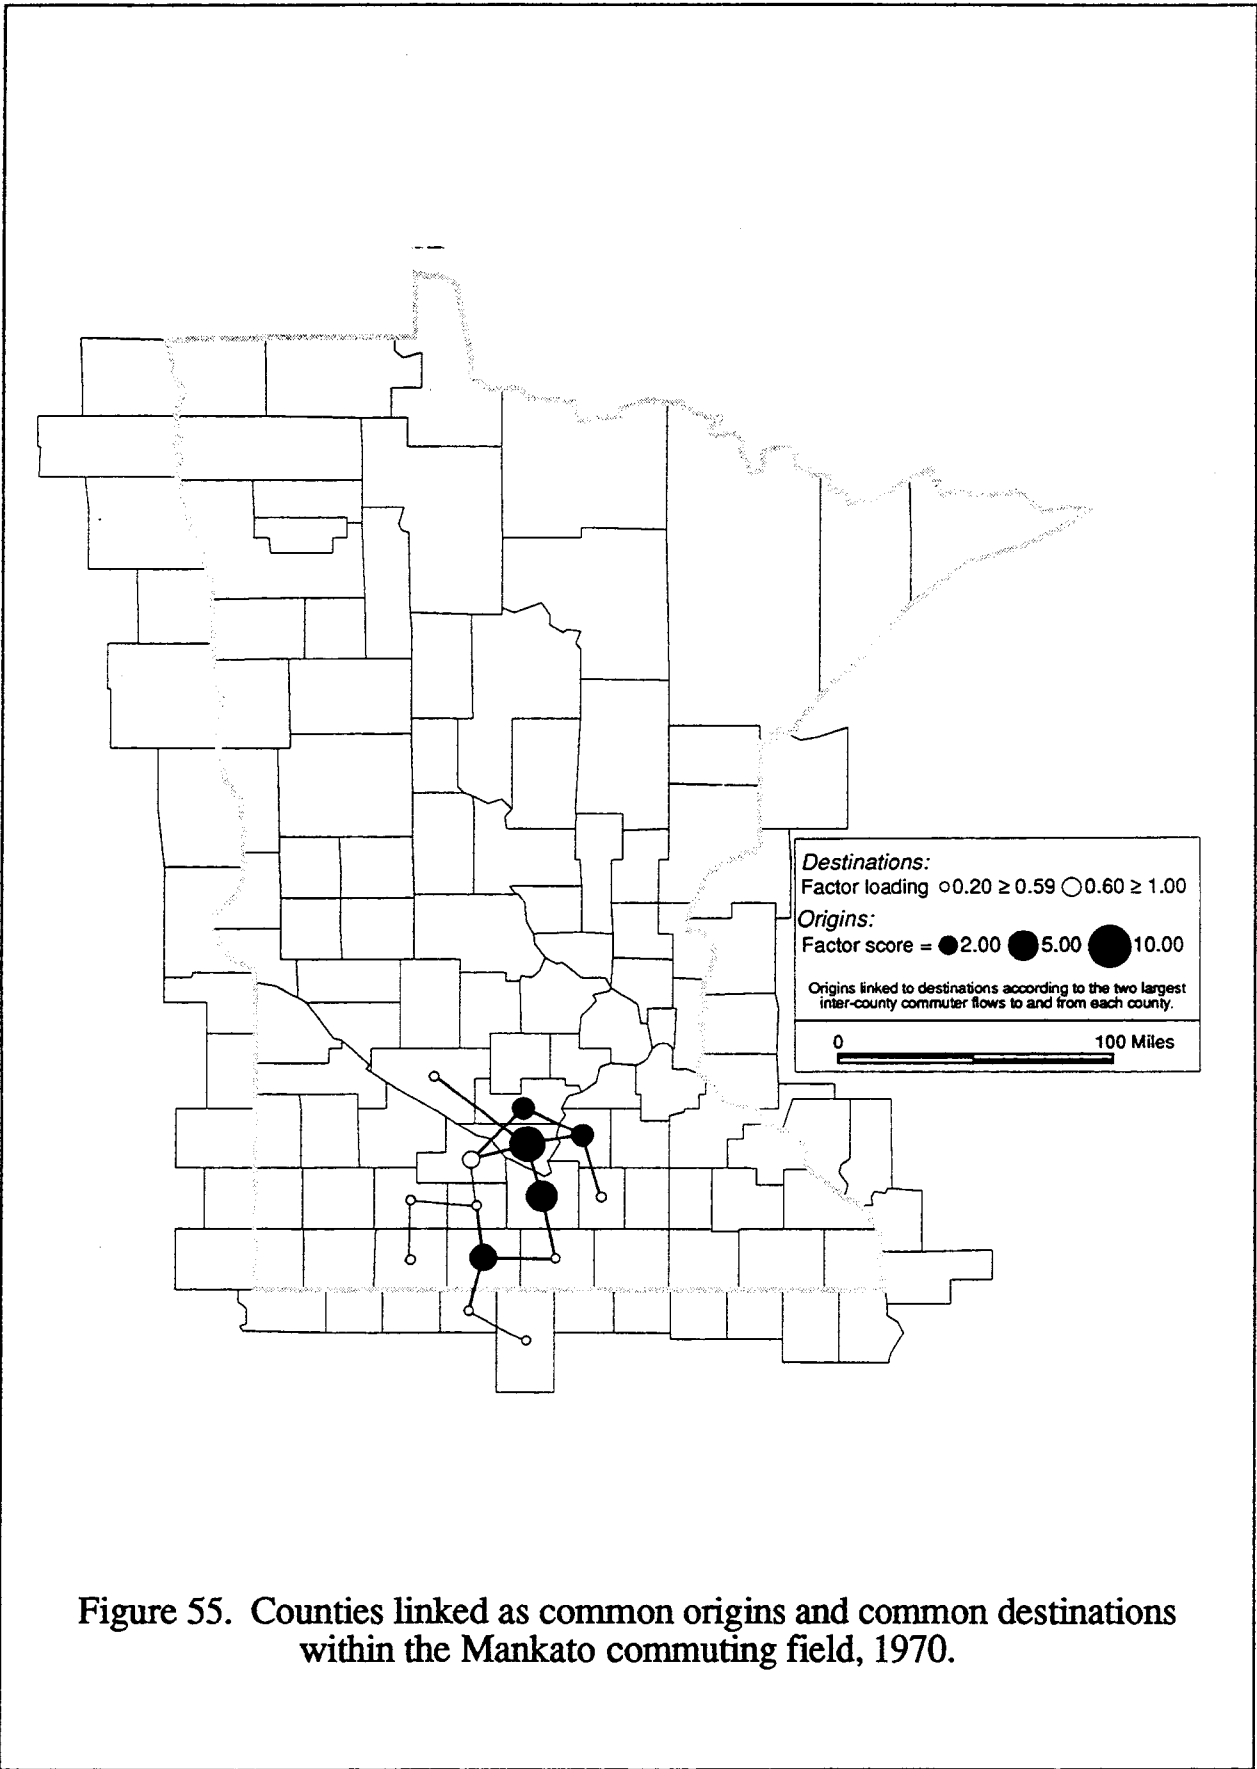 Destinations:
Factor loading 0.20 ≥ 0.59 0.60 ≥ 1.00
Origins:
Factor score = 2.00 5.00 10.00
Origins linked to destinations according to the two largest
inter-county commuter flows to and from each county.
0 100 Miles
Figure 55. Counties linked as common origins and common destinations
within the Mankato commuting field, 1970.